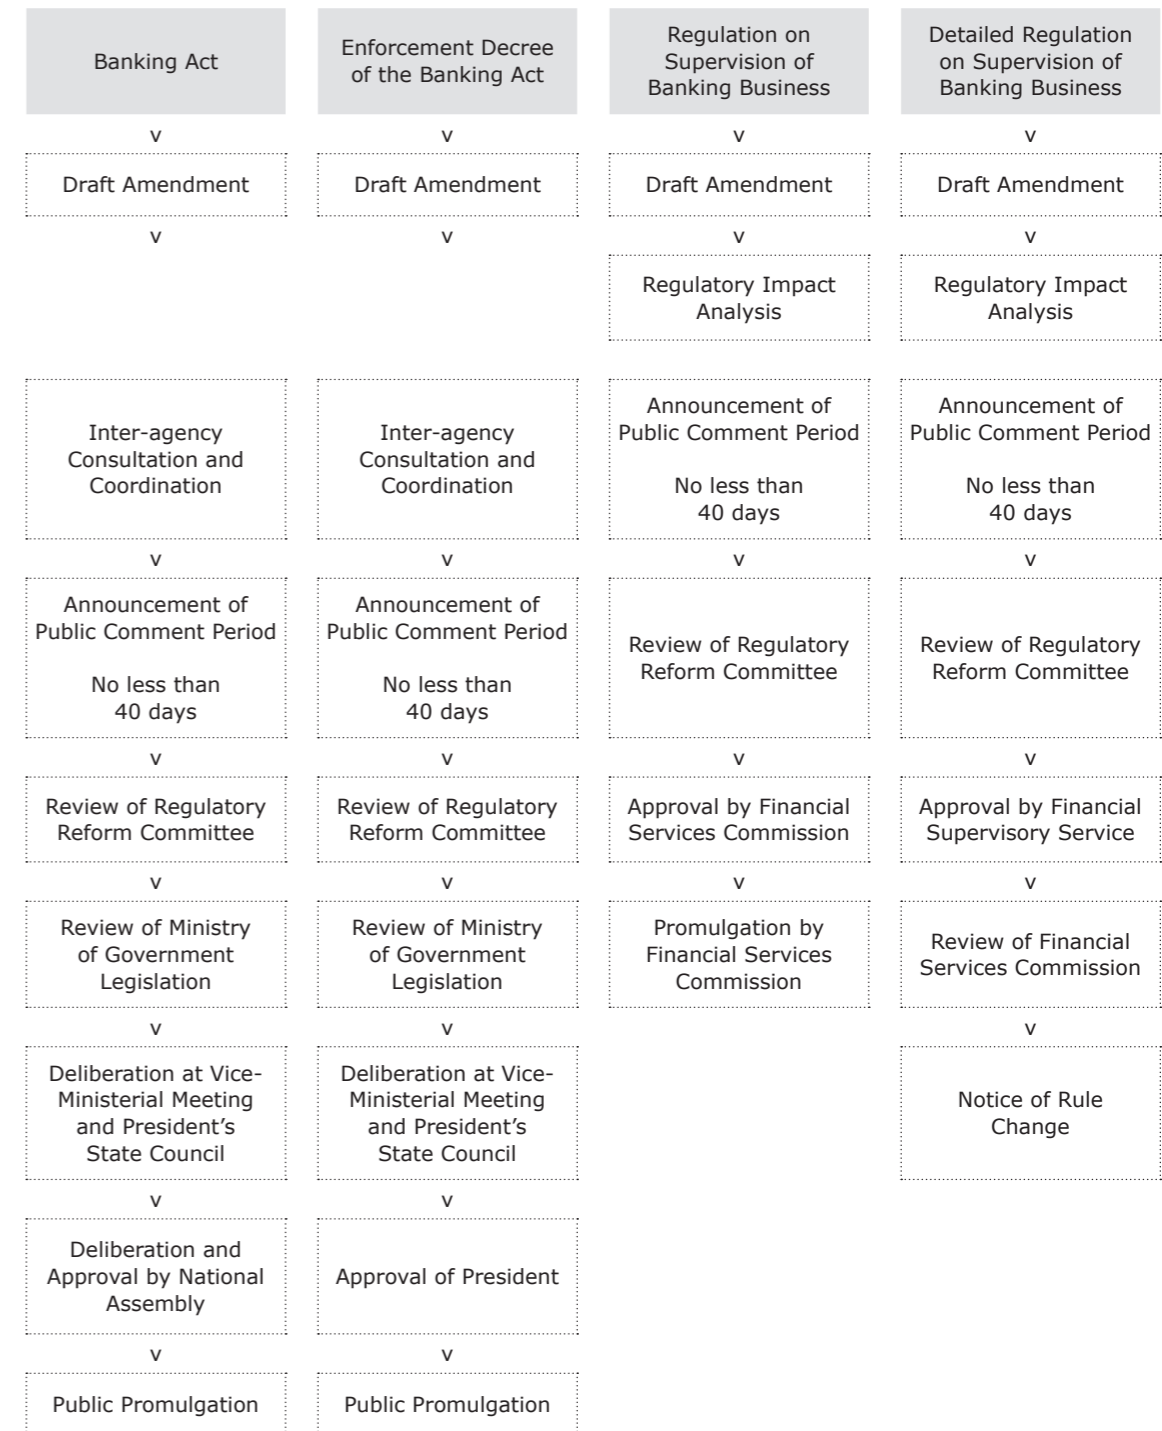 Banking Act
Enforcement Decree
of the Banking Act
Regulation on
Supervision of
Banking Business
Detailed Regulation
on Supervision of
Banking Business
v
v
v
v
Draft Amendment
Draft Amendment
Draft Amendment
Draft Amendment
v
v
v
v
Regulatory Impact
Analysis
Regulatory Impact
Analysis
Inter-agency
Consultation and
Coordination
Inter-agency
Consultation and
Coordination
Announcement of
Public Comment Period
No less than
40 days
Announcement of
Public Comment Period
No less than
40 days
v
v
v
v
Announcement of
Public Comment Period
No less than
40 days
Announcement of
Public Comment Period
No less than
40 days
Review of Regulatory
Reform Committee
Review of Regulatory
Reform Committee
v
v
v
v
Review of Regulatory
Reform Committee
Review of Regulatory
Reform Committee
Approval by Financial
Services Commission
Approval by Financial
Supervisory Service
v
v
v
v
Review of Ministry
of Government
Legislation
Review of Ministry
of Government
Legislation
Promulgation by
Financial Services
Commission
Review of Financial
Services Commission
v
v
v
Deliberation at Vice-
Ministerial Meeting
and President's
State Council
Deliberation at Vice-
Ministerial Meeting
and President's
State Council
Notice of Rule
Change
v
v
Deliberation and
Approval by National
Assembly
Approval of President
v
v
Public Promulgation
Public Promulgation